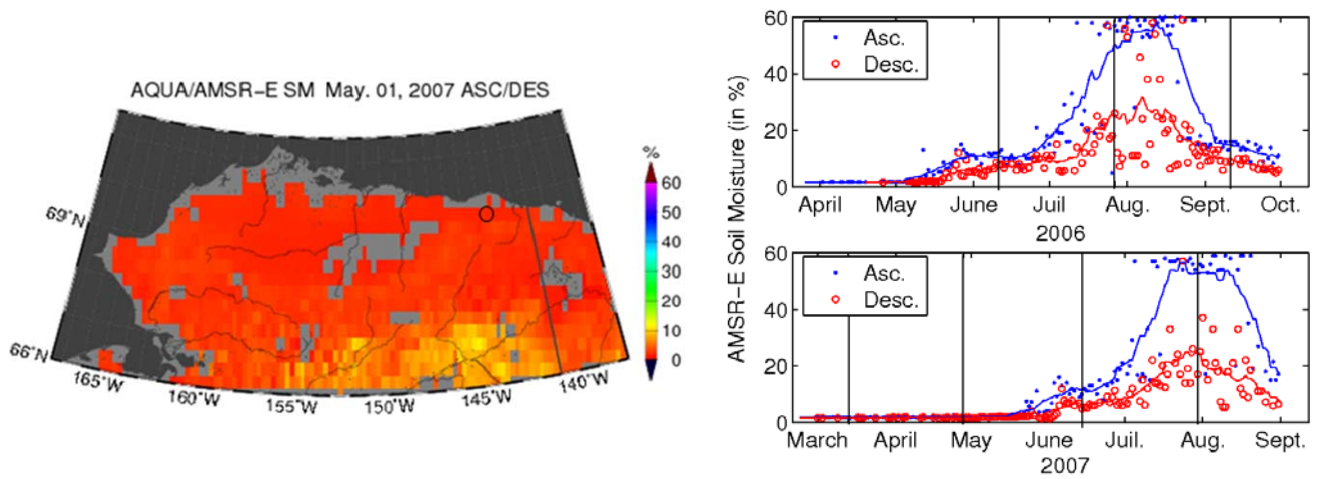 AQUA/AMSR-E SM May. 01, 2007 ASC/DES
%
60
50
40
30
20
10
0
69°N
66°N
165°W
160°W
155°W
150°W
145°W
140°W
AMSR-E Soil Moisture (in %)
60
40
20
0
Asc.
Desc.
April May June Juil Aug. Sept. Oct.
2006
60
40
20
0
Asc.
Desc.
March April May June Juil. Aug. Sept.
2007